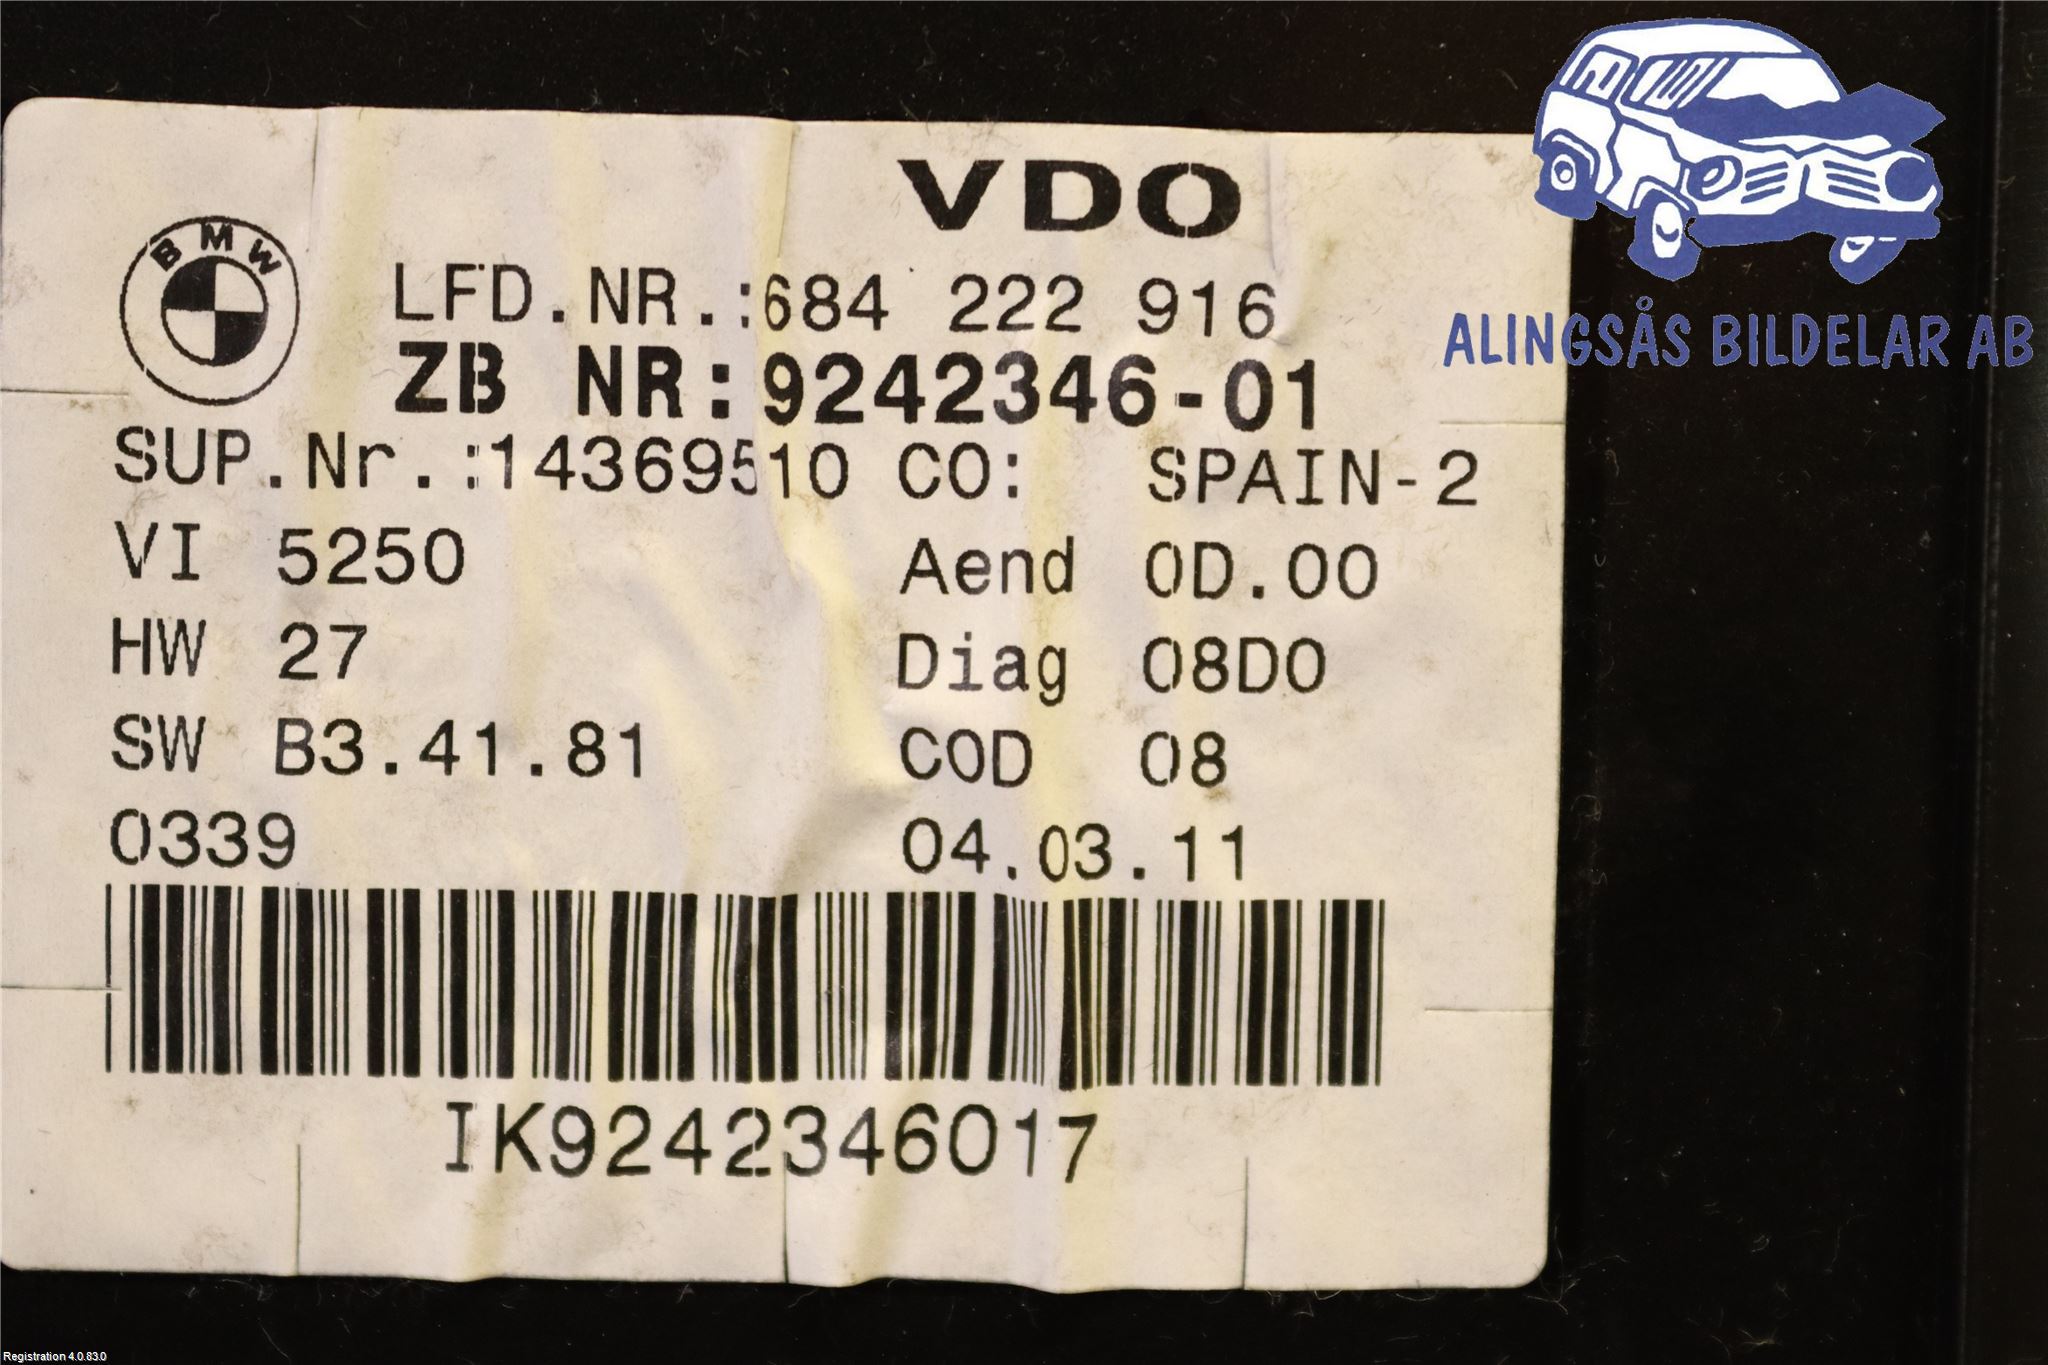 VDO
BMW
LFD.NR.:684 222 916
ZB NR:9242346-01
SUP.Nr.:14369510 CO: SPAIN-2
VI 5250 Aend 0D.00
HW 27 Diag 08D0
SW B3.41.81 COD 08
0339 04.03.11
IK9242346017
ALINGSÅS BILDELAR AB
Registration 4.0.83.0